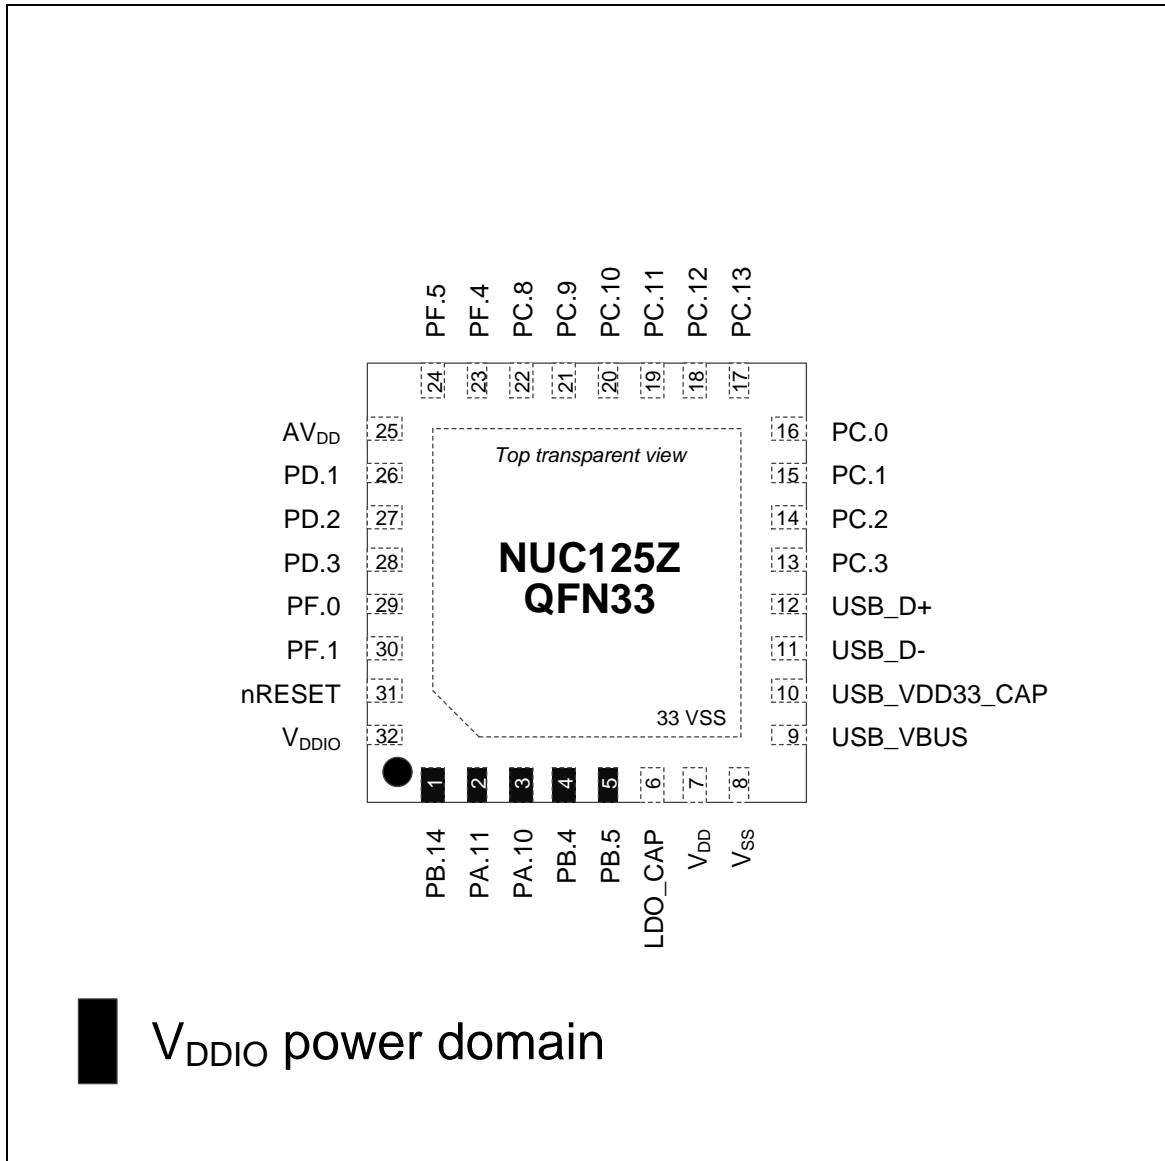 PF.5 PF.4 PC.8 PC.9 PC.10 PC.11 PC.12 PC.13
24 23 22 21 20 19 18 17
AVDD 25
PD.1 26
PD.2 27
PD.3 28
PF.0 29
PF.1 30
nRESET 31
VDDIO 32
Top transparent view
NUC125Z
QFN33
33 VSS
16 PC.0
15 PC.1
14 PC.2
13 PC.3
12 USB_D+
11 USB_D-
10 USB_VDD33_CAP
9 USB_VBUS
1 2 3 4 5 6 7 8
PB.14 PA.11 PA.10 PB.4 PB.5 LDO_CAP VDD VSS
VDDIO power domain